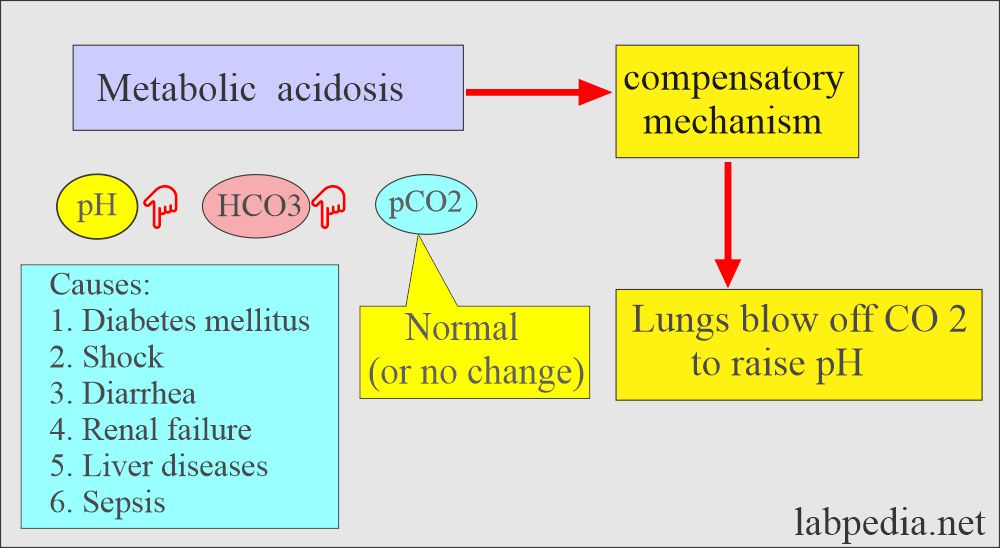 Metabolic acidosis
compensatory
mechanism
pH
HCO3
pCO2
Causes:
1. Diabetes mellitus
2. Shock
3. Diarrhea
4. Renal failure
5. Liver diseases
6. Sepsis
Normal
(or no change)
Lungs blow off CO 2
to raise pH
labpedia.net